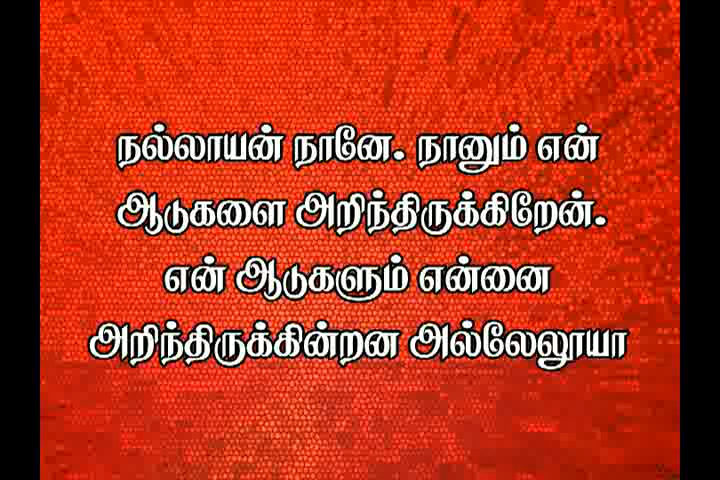 நல்லாயன் நானே. நானும் என்
ஆடுகளை அறிந்திருக்கிறேன்.
என் ஆடுகளும் என்னை
அறிந்திருக்கின்றன அல்லேலூயா